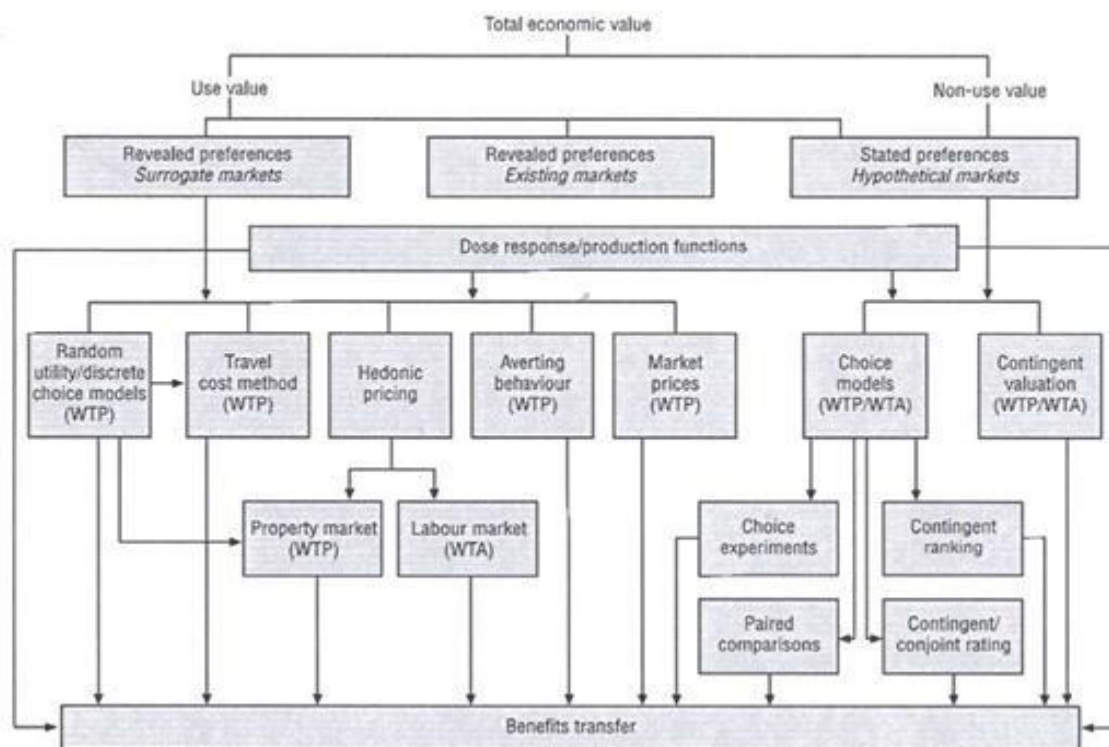 Total economic value
Use value
Non-use value
Revealed preferences
Surrogate markets
Revealed preferences
Existing markets
Stated preferences
Hypothetical markets
Dose response/production functions
Random
utility/discrete
choice models
(WTP)
Travel
cost method
(WTP)
Hedonic
pricing
Averting
behaviour
(WTP)
Market
prices
(WTP)
Choice
models
(WTP/WTA)
Contingent
valuation
(WTP/WTA)
Property market
(WTP)
Labour market
(WTA)
Choice
experiments
Contingent
ranking
Paired
comparisons
Contingent/
conjoint rating
Benefits transfer